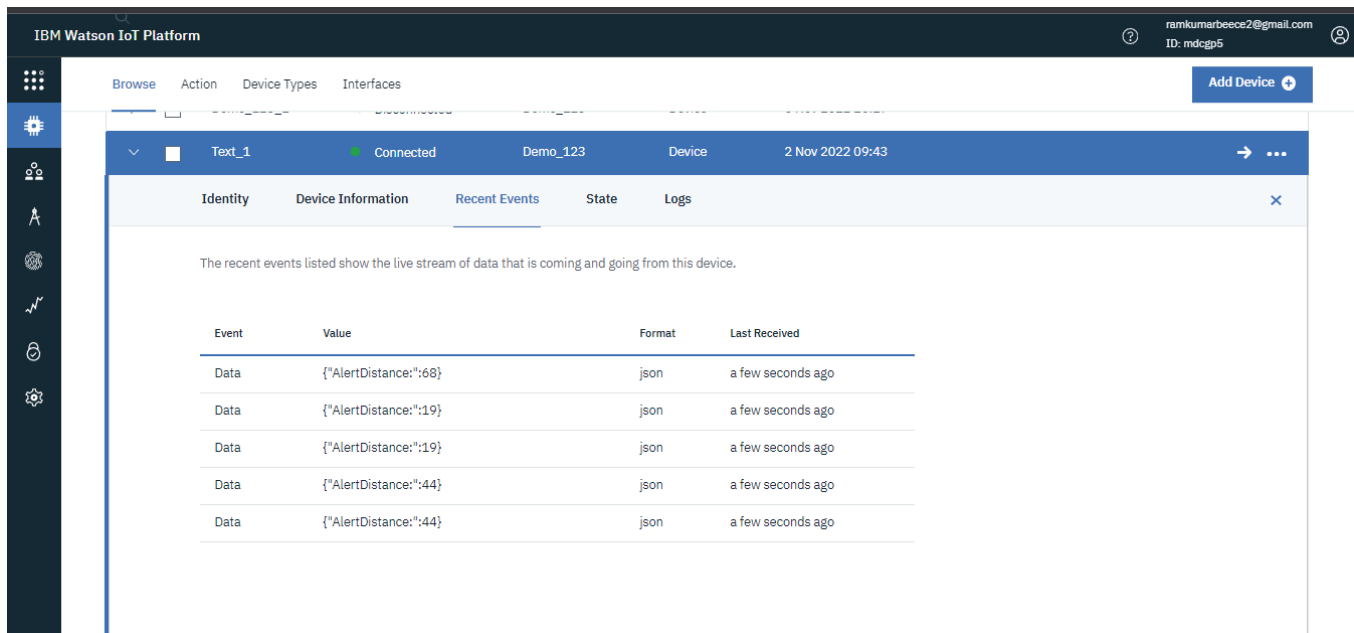 IBM Watson IoT Platform
ramkumarbeece2@gmail.com
ID: mdcgp5
Browse Action Device Types Interfaces
Add Device
Text_1 Connected Demo_123 Device 2 Nov 2022 09:43
Identity Device Information Recent Events State Logs
The recent events listed show the live stream of data that is coming and going from this device.
Event Value Format Last Received
Data {"AlertDistance:":68} json a few seconds ago
Data {"AlertDistance:":19} json a few seconds ago
Data {"AlertDistance:":19} json a few seconds ago
Data {"AlertDistance:":44} json a few seconds ago
Data {"AlertDistance:":44} json a few seconds ago